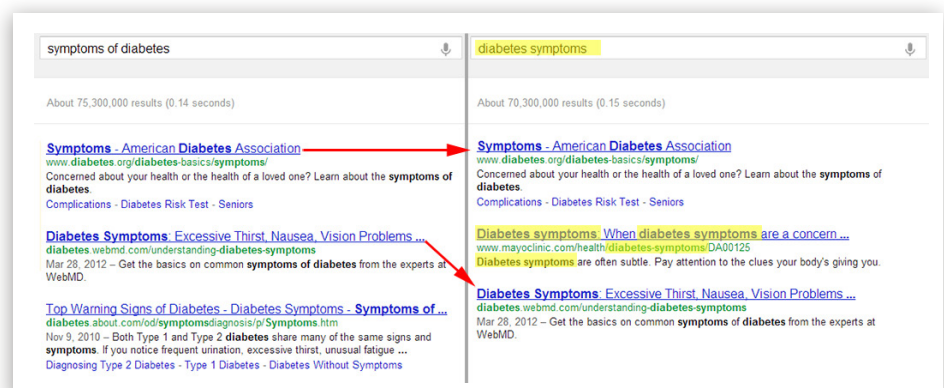 symptoms of diabetes
About 75,300,000 results (0.14 seconds)
Symptoms - American Diabetes Association
www.diabetes.org/diabetes-basics/symptoms/
Concerned about your health or the health of a loved one? Learn about the symptoms of
diabetes.
Complications - Diabetes Risk Test - Seniors
Diabetes Symptoms: Excessive Thirst, Nausea, Vision Problems ...
diabetes.webmd.com/understanding-diabetes-symptoms
Mar 28, 2012 – Get the basics on common symptoms of diabetes from the experts at
WebMD.
Top Warning Signs of Diabetes - Diabetes Symptoms - Symptoms of ...
diabetes.about.com/od/symptomsdiagnosis/p/Symptoms.htm
Nov 9, 2010 – Both Type 1 and Type 2 diabetes share many of the same signs and
symptoms. If you notice frequent urination, excessive thirst, unusual fatigue ...
Diagnosing Type 2 Diabetes - Type 1 Diabetes - Diabetes Without Symptoms
diabetes symptoms
About 70,300,000 results (0.15 seconds)
Symptoms - American Diabetes Association
www.diabetes.org/diabetes-basics/symptoms/
Concerned about your health or the health of a loved one? Learn about the symptoms of
diabetes.
Complications - Diabetes Risk Test - Seniors
Diabetes symptoms: When diabetes symptoms are a concern ...
www.mayoclinic.com/health/diabetes-symptoms/DA00125
Diabetes symptoms are often subtle. Pay attention to the clues your body's giving you.
Diabetes Symptoms: Excessive Thirst, Nausea, Vision Problems ...
diabetes.webmd.com/understanding-diabetes-symptoms
Mar 28, 2012 – Get the basics on common symptoms of diabetes from the experts at
WebMD.